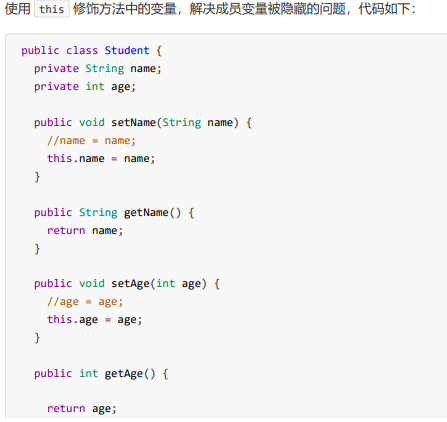 使用 this 修饰方法中的变量，解决成员变量被隐藏的问题，代码如下：
public class Student {
private String name;
private int age;
public void setName(String name) {
//name = name;
this.name = name;
}
public String getName() {
return name;
}
public void setAge(int age) {
//age = age;
this.age = age;
}
public int getAge() {
return age;